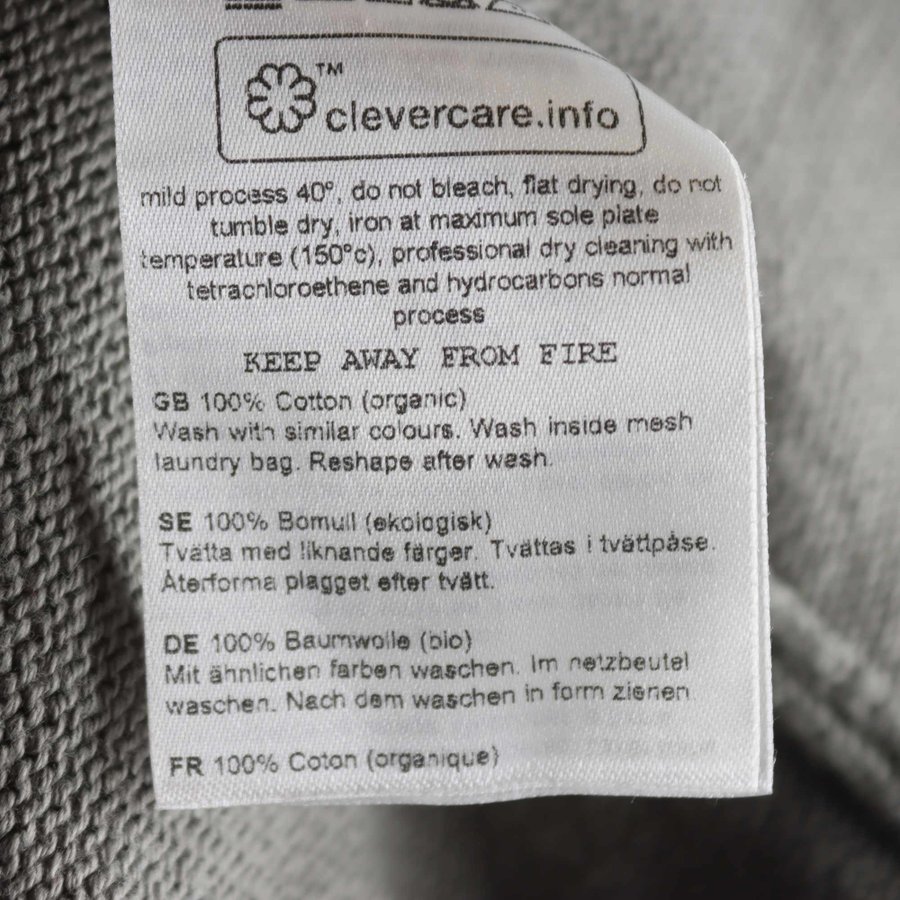 TM
clevercare.info
mild process 40°, do not bleach, flat drying, do not
tumble dry, iron at maximum sole plate
temperature (150°c), professional dry cleaning with
tetrachloroethene and hydrocarbons normal
process
KEEP AWAY FROM FIRE
GB 100% Cotton (organic)
Wash with similar colours. Wash inside mesh
laundry bag. Reshape after wash.
SE 100% Bomull (ekologisk)
Tvätta med liknande färger. Tvättas i tvättpåse.
Återforma plagget efter tvätt.
DE 100% Baumwolle (bio)
Mit ähnlichen farben waschen. Im netzbeutel
waschen. Nach dem waschen in form ziehen
FR 100% Coton (organique)